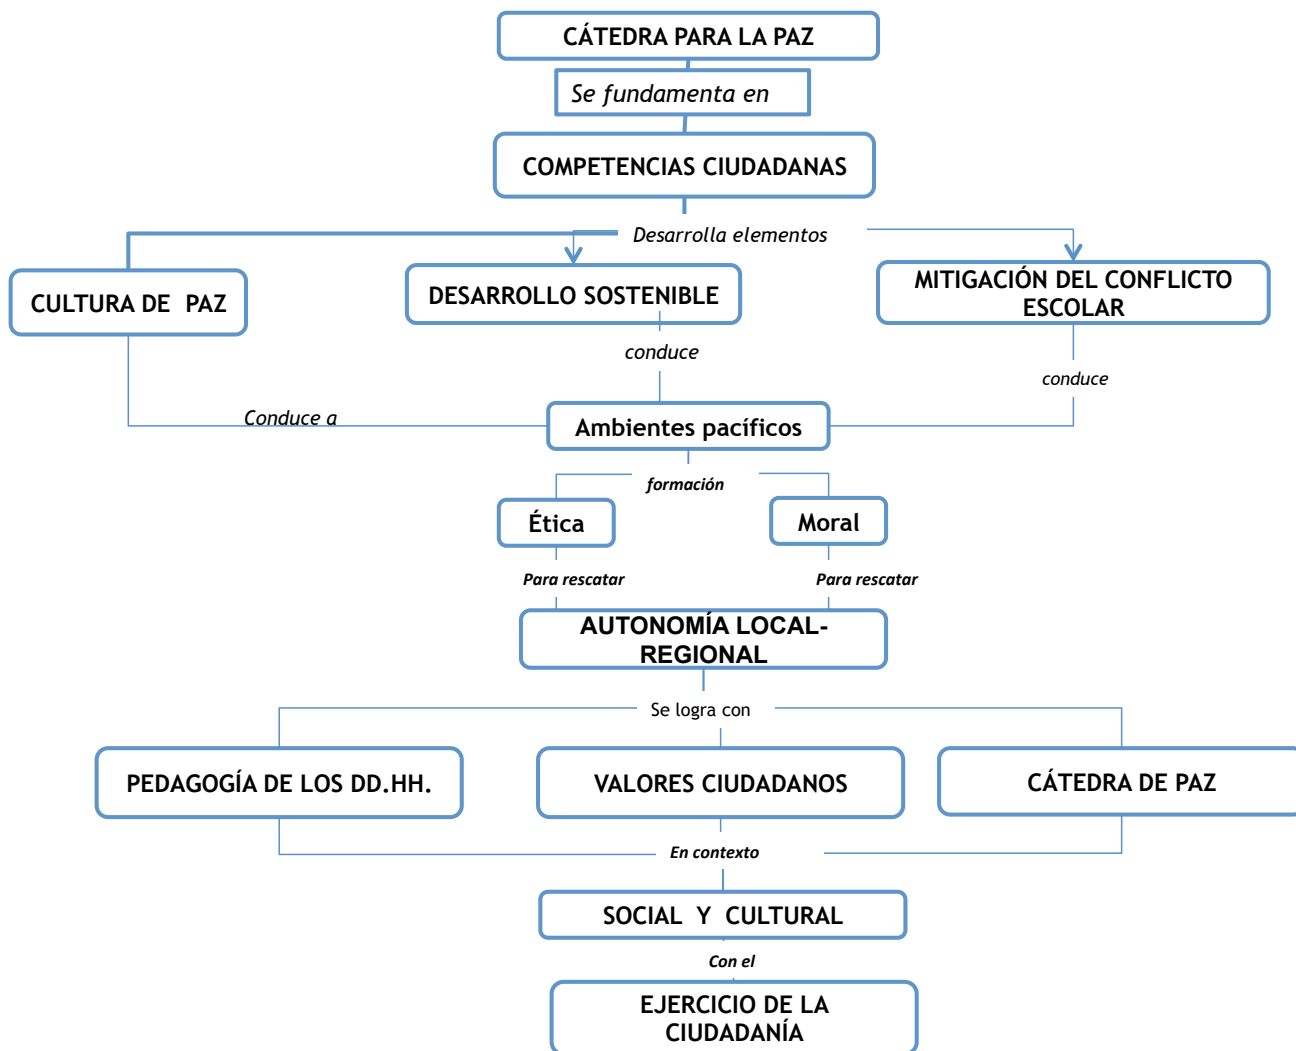 CÁTEDRA PARA LA PAZ
Se fundamenta en
COMPETENCIAS CIUDADANAS
Desarrolla elementos
CULTURA DE PAZ
DESARROLLO SOSTENIBLE
MITIGACIÓN DEL CONFLICTO
ESCOLAR
conduce
conduce
Conduce a
Ambientes pacíficos
formación
Ética
Moral
Para rescatar
Para rescatar
AUTONOMÍA LOCAL-
REGIONAL
Se logra con
PEDAGOGÍA DE LOS DD.HH.
VALORES CIUDADANOS
CÁTEDRA DE PAZ
En contexto
SOCIAL Y CULTURAL
Con el
EJERCICIO DE LA
CIUDADANÍA